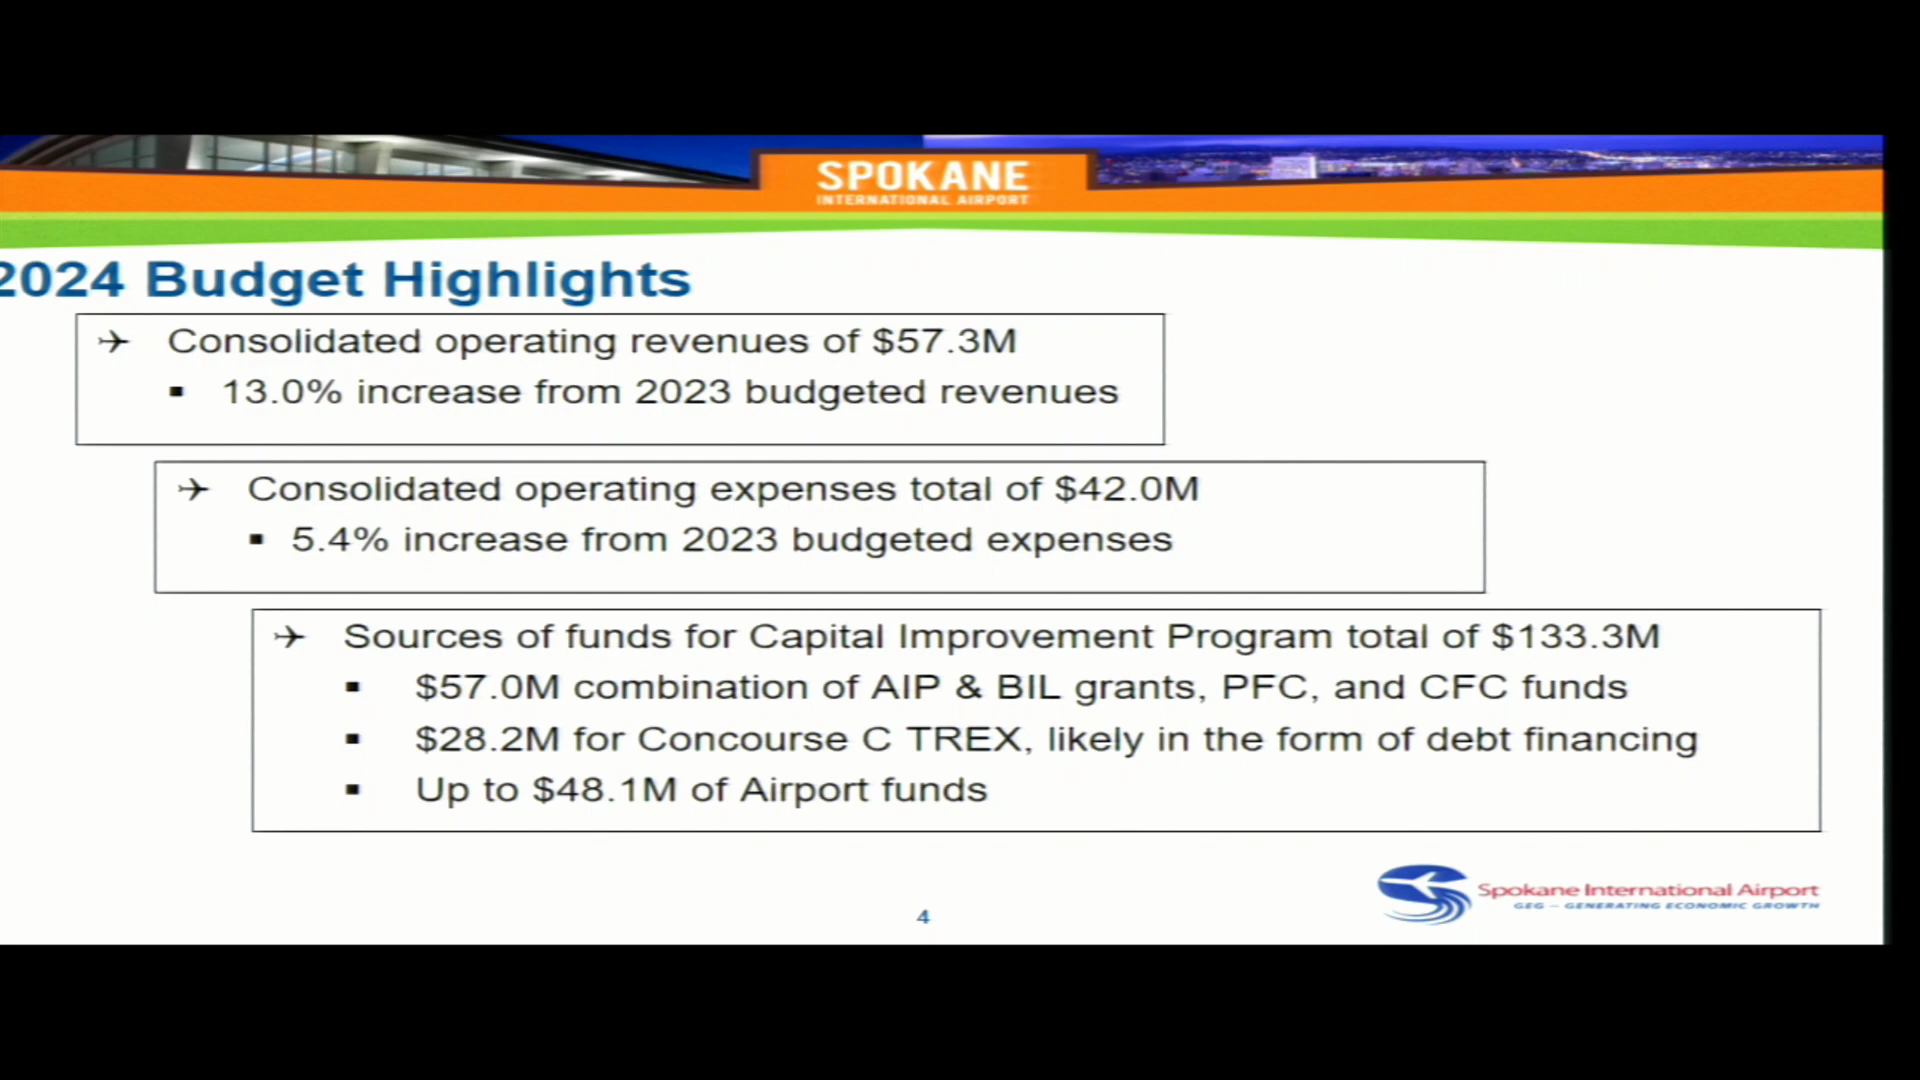 SPOKANE
INTERNATIONAL AIRPORT
2024 Budget Highlights
Consolidated operating revenues of $57.3M
13.0% increase from 2023 budgeted revenues
Consolidated operating expenses total of $42.0M
5.4% increase from 2023 budgeted expenses
Sources of funds for Capital Improvement Program total of $133.3M
$57.0M combination of AIP & BIL grants, PFC, and CFC funds
$28.2M for Concourse C TREX, likely in the form of debt financing
Up to $48.1M of Airport funds
Spokane International Airport
GEG – GENERATING ECONOMIC GROWTH
4